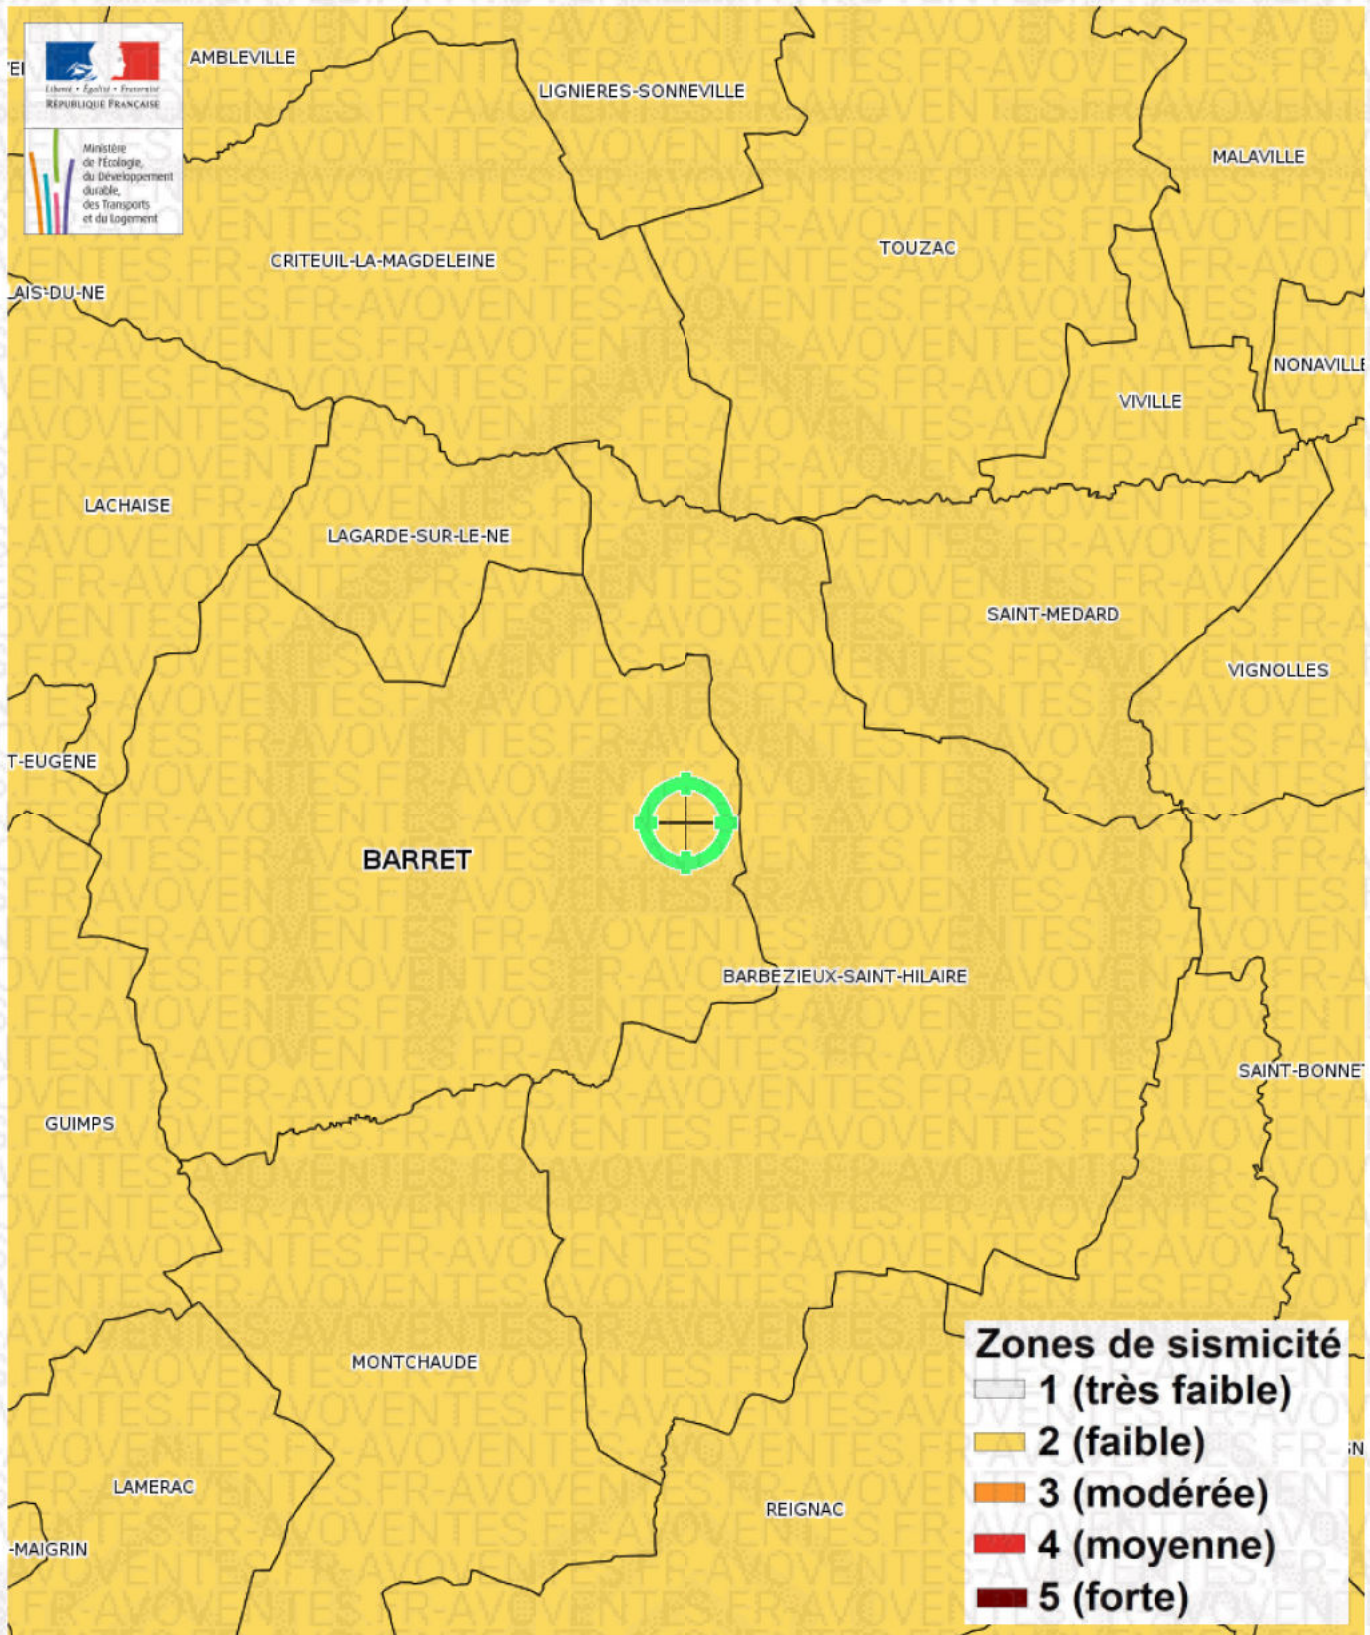 AMBLEVILLE
LIGNIERES-SONNEVILLE
Liberté • Égalité • Fraternité
RÉPUBLIQUE FRANÇAISE
Ministère
de l'Écologie,
du Développement
durable,
des Transports
et du Logement
MALAVILLE
TOUZAC
CRITEUIL-LA-MAGDELEINE
LAIS-DU-NE
NONAVILLE
VIVILLE
LACHAISE
LAGARDE-SUR-LE-NE
SAINT-MEDARD
VIGNOLLES
T-EUGENE
BARRET
BARBEZIEUX-SAINT-HILAIRE
SAINT-BONNET
GUIMPS
MONTCHAUDE
LAMERAC
REIGNAC
-MAIGRIN
Zones de sismicité
1 (très faible)
2 (faible)
3 (modérée)
4 (moyenne)
5 (forte)